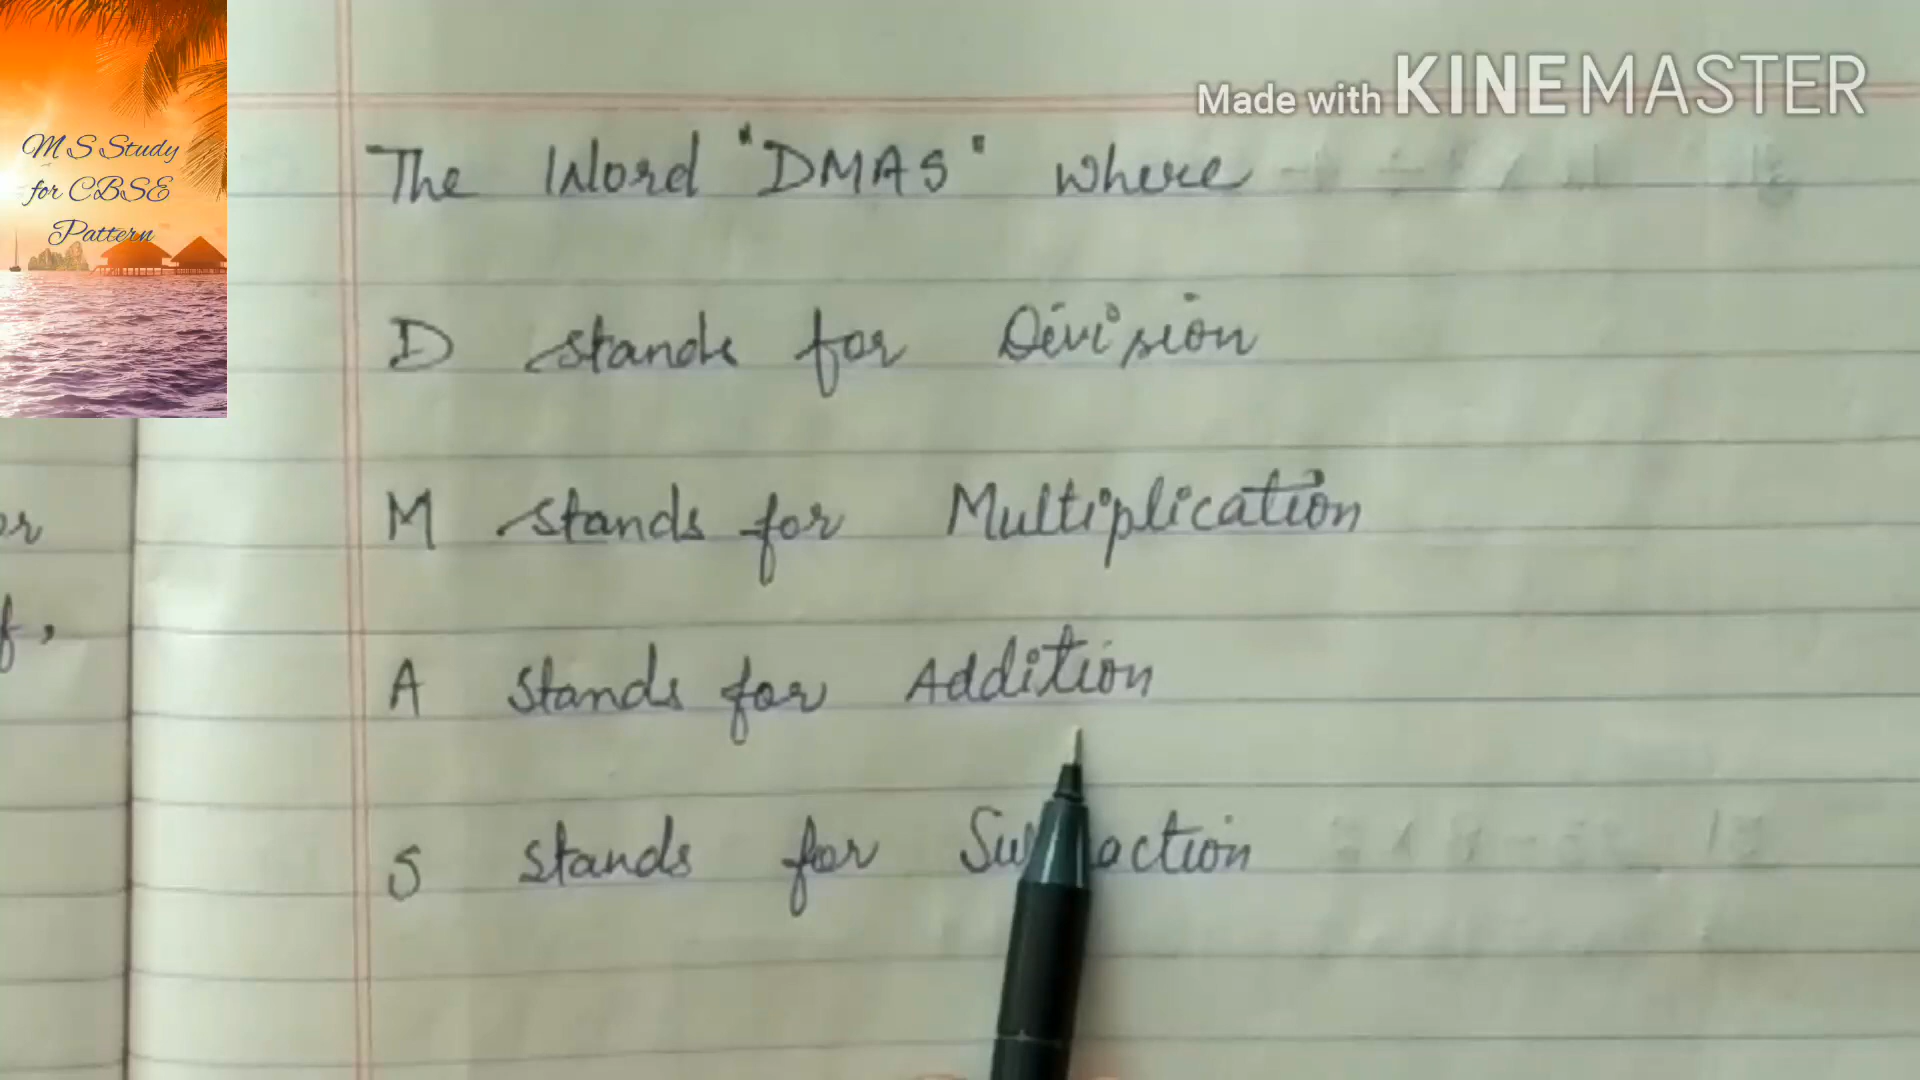 M S Study
for CBSE
Pattern
Made with KINEMASTER
The Word "DMAS" where
D stands for Division
M stands for Multiplication
A stands for Addition
S stands for